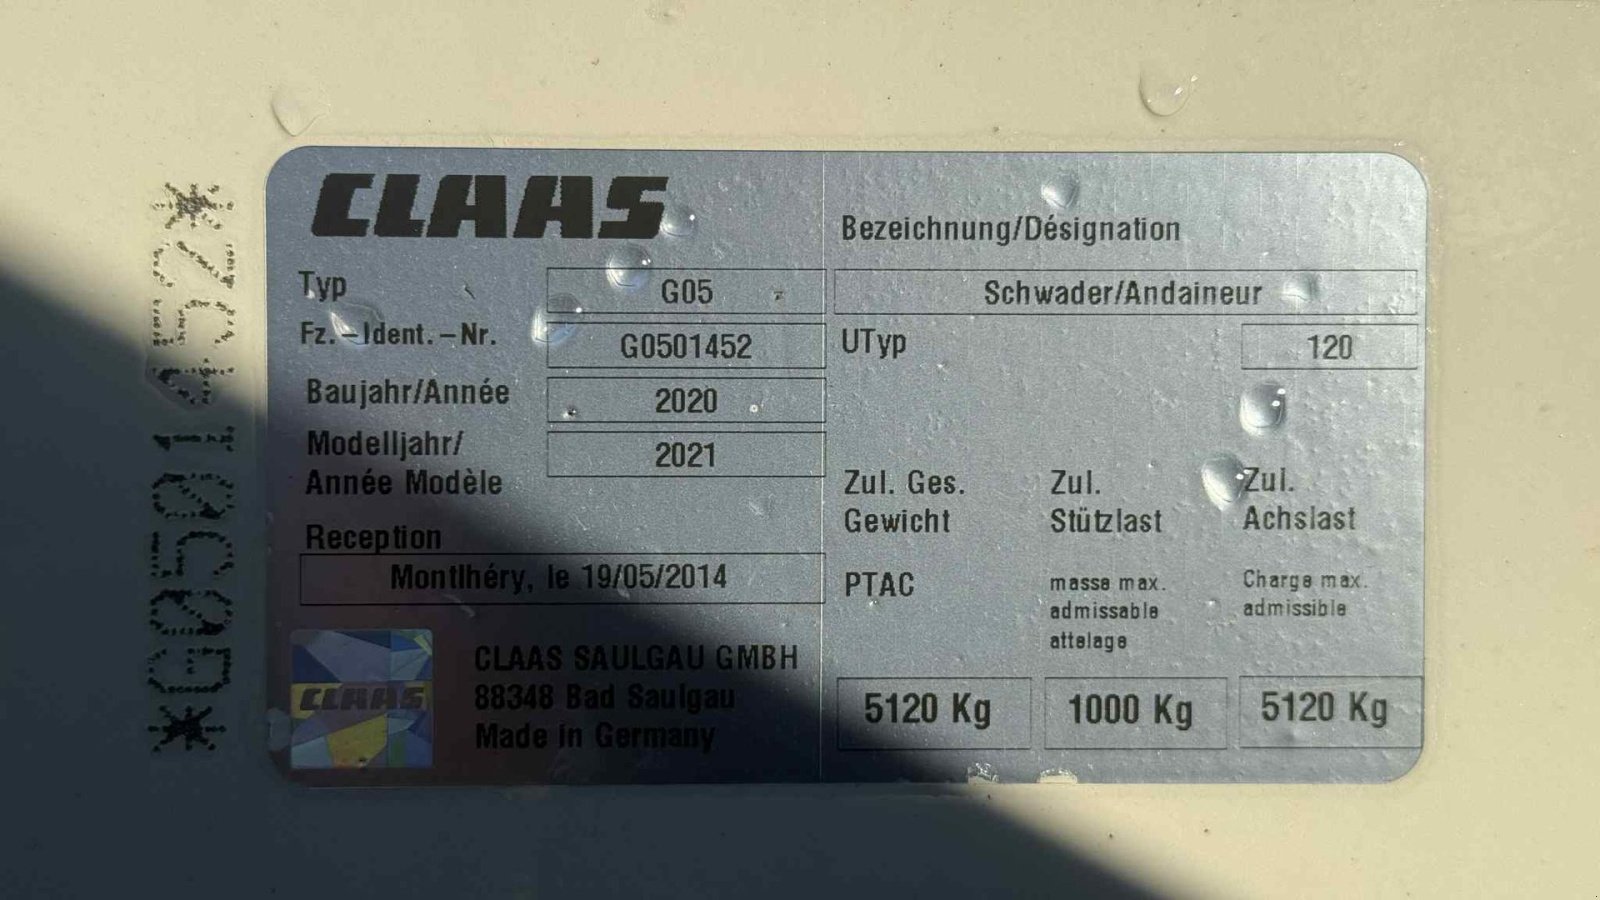 *G0501452*
CLAAS
Typ G05
Fz.-Ident.-Nr. G0501452
Baujahr/Année 2020
Modelljahr/
Année Modèle 2021
Reception
Montlhéry, le 19/05/2014
CLAAS
CLAAS SAULGAU GMBH
88348 Bad Saulgau
Made in Germany
Bezeichnung/Désignation
Schwader/Andaineur
UTyp 120
Zul. Ges.
Gewicht
PTAC
5120 Kg
Zul.
Stützlast
masse max.
admissable
attelage
1000 Kg
Zul.
Achslast
Charge max.
admissible
5120 Kg